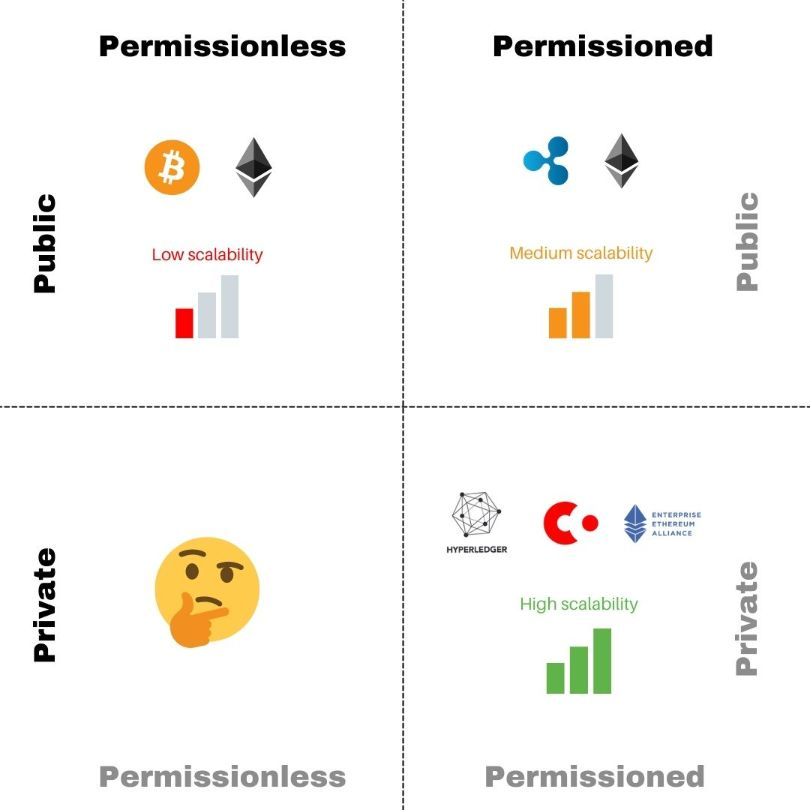 Permissionless
Permissioned
Public
Low scalability
Medium scalability
Public
Private
HYPERLEDGER
ENTERPRISE
ETHEREUM
ALLIANCE
High scalability
Private
Permissionless
Permissioned